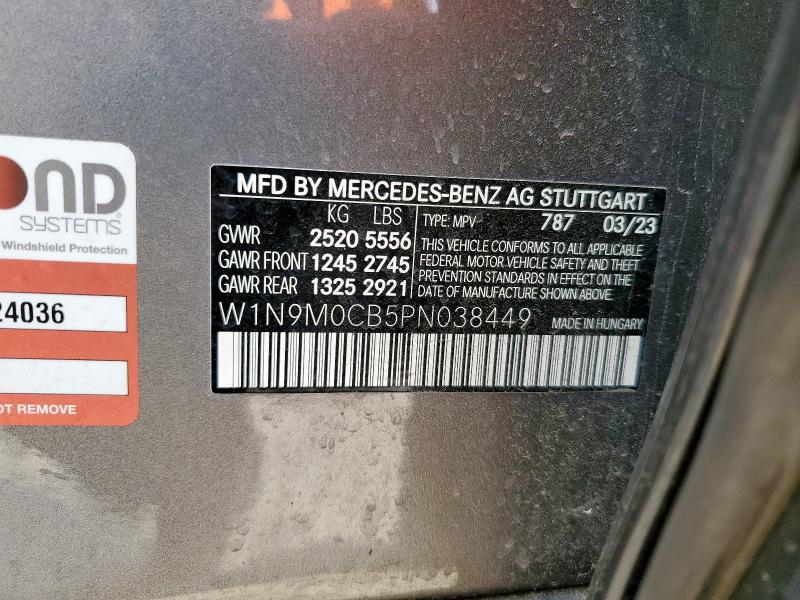 OND
SYSTEMS®
Windshield Protection
24036
OT REMOVE
MFD BY MERCEDES-BENZ AG STUTTGART
KG LBS
GVWR 2520 5556
GAWR FRONT 1245 2745
GAWR REAR 1325 2921
TYPE: MPV 787 03/23
THIS VEHICLE CONFORMS TO ALL APPLICABLE
FEDERAL MOTOR VEHICLE SAFETY AND THEFT
PREVENTION STANDARDS IN EFFECT ON THE
DATE OF MANUFACTURE SHOWN ABOVE.
W1N9M0CB5PN038449 MADE IN HUNGARY